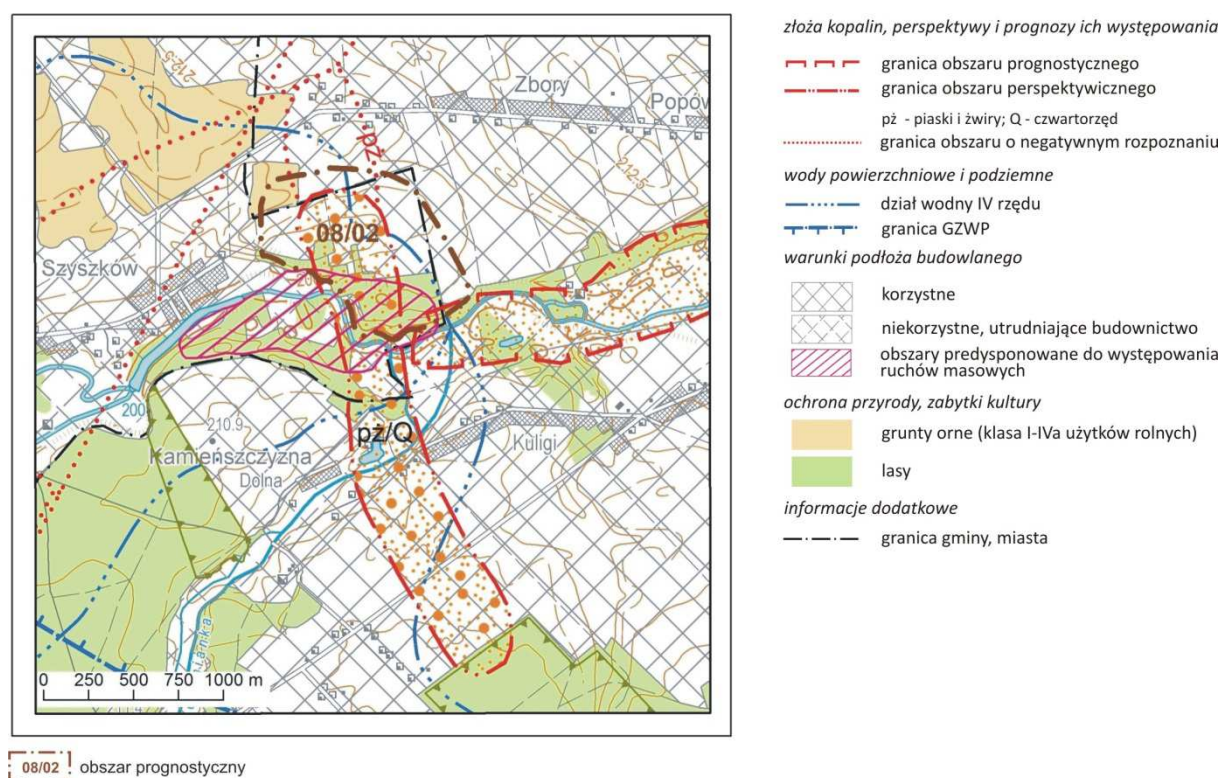 212.5
Zbory
Popów
pż
212.5
08/02
Szyszków
200
210.9
pż/Q
Kuligi
Kamieńszczyzna
Dolna
0 250 500 750 1000 m
08/02 obszar prognostyczny
złoża kopalin, perspektywy i prognozy ich występowania
granica obszaru prognostycznego
granica obszaru perspektywicznego
pż - piaski i żwiry; Q - czwartorzęd
granica obszaru o negatywnym rozpoznaniu
wody powierzchniowe i podziemne
dział wodny IV rzędu
granica GZWP
warunki podłoża budowlanego
korzystne
niekorzystne, utrudniające budownictwo
obszary predysponowane do występowania
ruchów masowych
ochrona przyrody, zabytki kultury
grunty orne (klasa I-IVa użytków rolnych)
lasy
informacje dodatkowe
granica gminy, miasta